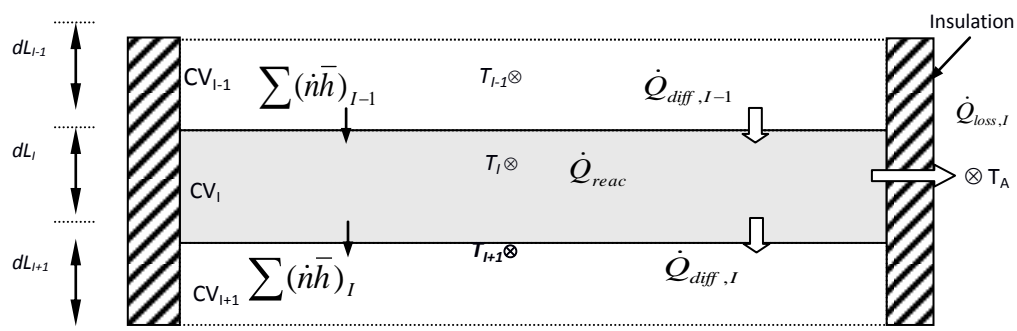 Insulation
dL_{I-1}
CV_{I-1}
∑(ṅh̄)_{I−1}
T_{I-1}⊗
Q̇_{diff,I−1}
Q̇_{loss,I}
dL_I
T_I⊗
Q̇_{reac}
CV_I
⊗ T_A
dL_{I+1}
CV_{I+1}
∑(ṅh̄)_I
T_{I+1}⊗
Q̇_{diff,I}